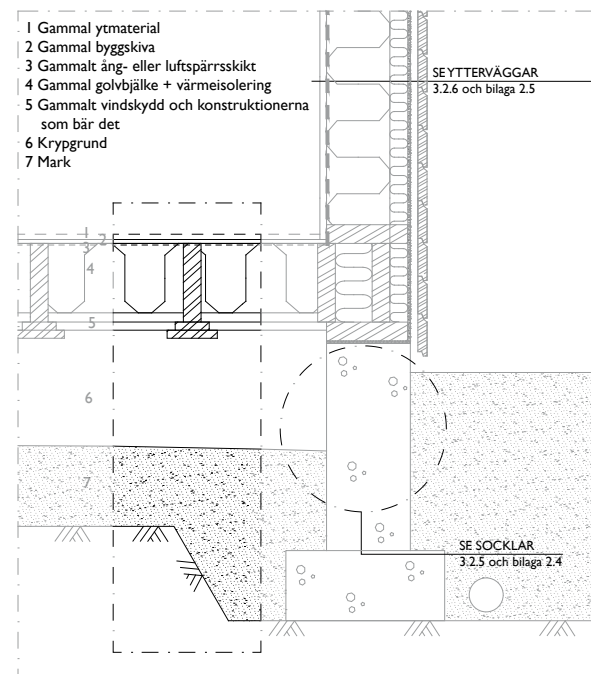 1 Gammal ytmaterial
2 Gammal byggskiva
3 Gammalt ång- eller luftspärrsskikt
4 Gammal golvbjälke + värmeisolering
5 Gammalt vindskydd och konstruktionerna
som bär det
6 Krypgrund
7 Mark
SE YTTERVÄGGAR
3.2.6 och bilaga 2.5
1
2
3
4
5
6
7
SE SOCKLAR
3.2.5 och bilaga 2.4